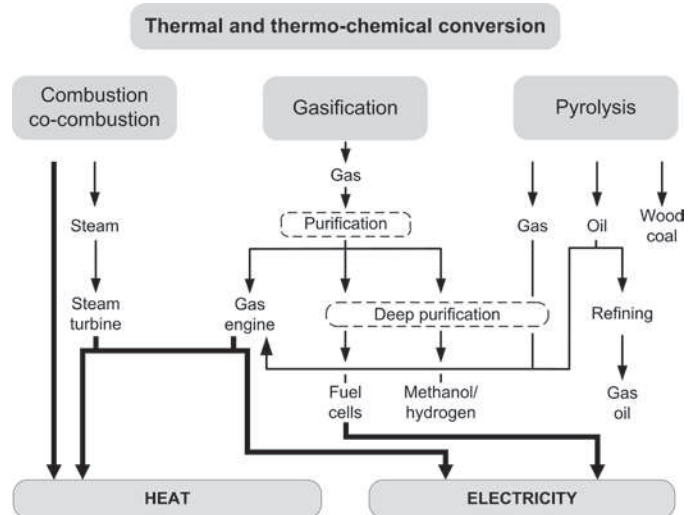 Thermal and thermo-chemical conversion
Combustion
co-combustion
Gasification
Pyrolysis
Gas
Steam
Purification
Gas
Oil
Wood
coal
Steam
turbine
Gas
engine
Deep purification
Refining
Fuel
cells
Methanol/
hydrogen
Gas
oil
HEAT
ELECTRICITY